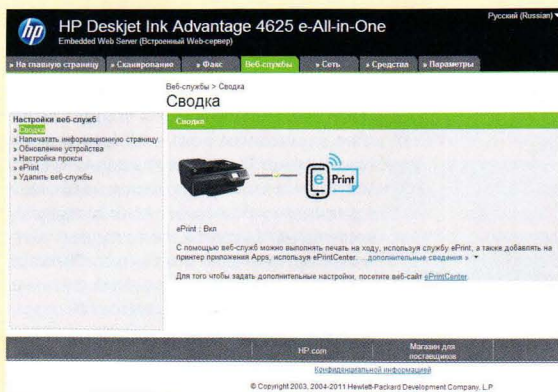 hp
HP Deskjet Ink Advantage 4625 e-All-in-One
Embedded Web Server (Встроенный Web-сервер)
Русский (Russian)
» На главную страницу
» Сканирование
» Факс
Веб-службы
» Сеть
» Средства
» Параметры
Веб-службы > Сводка
Сводка
Настройки веб-служб
» Сводка
» Напечатать информационную страницу
» Обновление устройства
» Настройка прокси
» ePrint
» Удалить веб-службы
Сводка
e Print
ePrint : Вкл
С помощью веб-служб можно выполнять печать на ходу, используя службу ePrint, а также добавлять на
принтер приложения Apps, используя ePrintCenter. ...дополнительные сведения »
Для того чтобы задать дополнительные настройки, посетите веб-сайт ePrintCenter.
HP.com
Магазин для
поставщиков
Конфиденциальной информацией
© Copyright 2003, 2004-2011 Hewlett-Packard Development Company, L.P